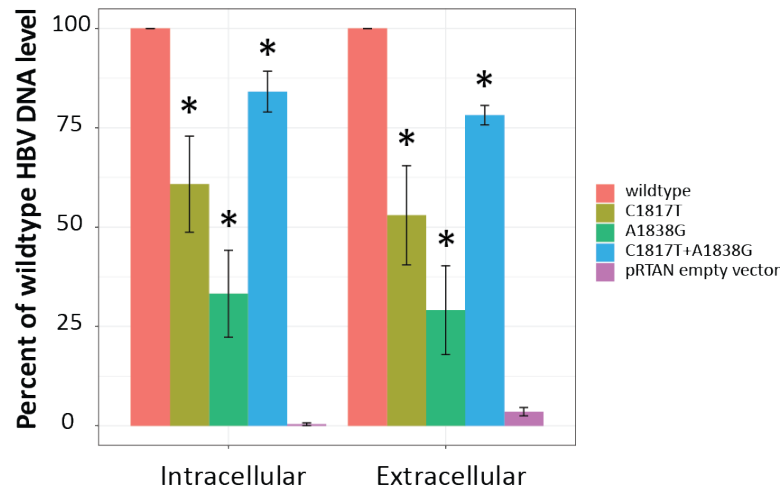 Percent of wildtype HBV DNA level
100
75
50
25
0
*
*
*
*
*
*
Intracellular
Extracellular
wildtype
C1817T
A1838G
C1817T+A1838G
pRTAN empty vector